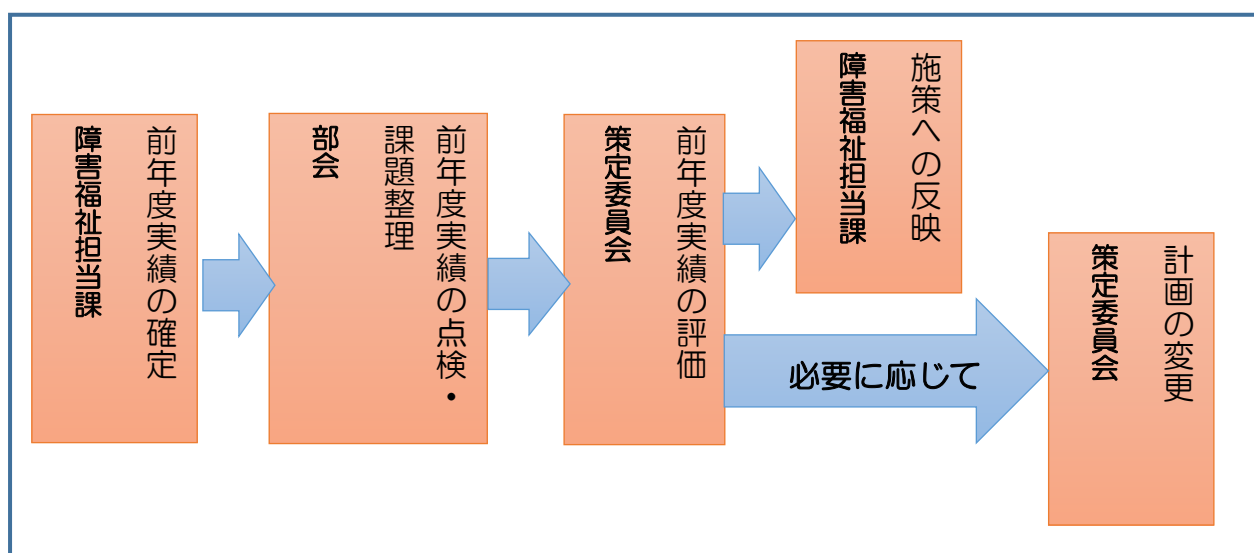 前年度実績の確定
障害福祉担当課
前年度実績の点検・
課題整理
部会
前年度実績の評価
策定委員会
施策への反映
障害福祉担当課
必要に応じて
計画の変更
策定委員会